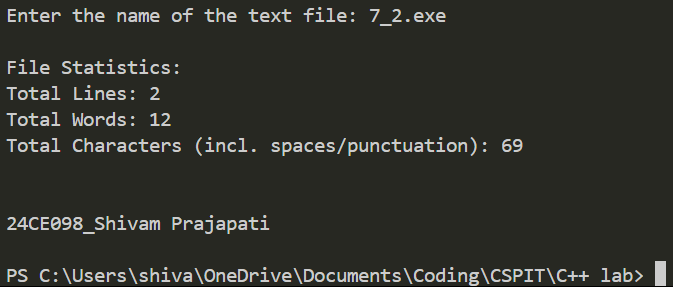 Enter the name of the text file: 7_2.exe
File Statistics:
Total Lines: 2
Total Words: 12
Total Characters (incl. spaces/punctuation): 69
24CE098_Shivam Prajapati
PS C:\Users\shiva\OneDrive\Documents\Coding\CSPIT\C++ lab>